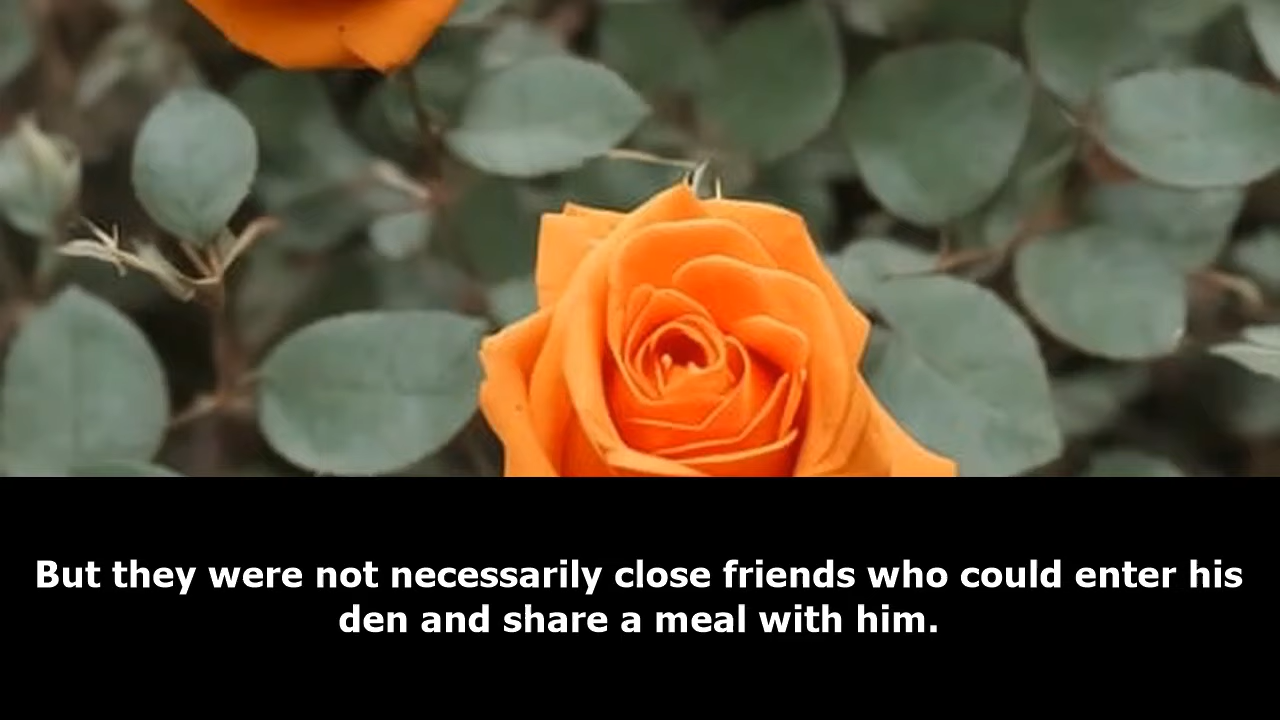 But they were not necessarily close friends who could enter his
den and share a meal with him.